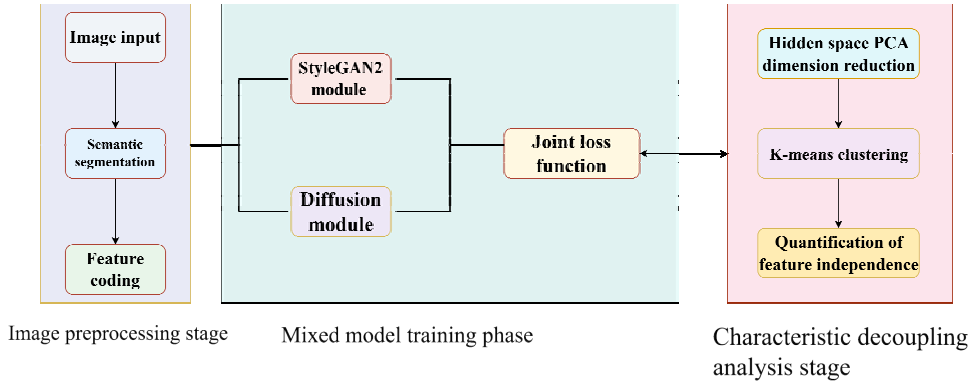 Image input
Semantic
segmentation
Feature
coding
Image preprocessing stage
StyleGAN2
module
Diffusion
module
Joint loss
function
Mixed model training phase
Hidden space PCA
dimension reduction
K-means clustering
Quantification of
feature independence
Characteristic decoupling
analysis stage